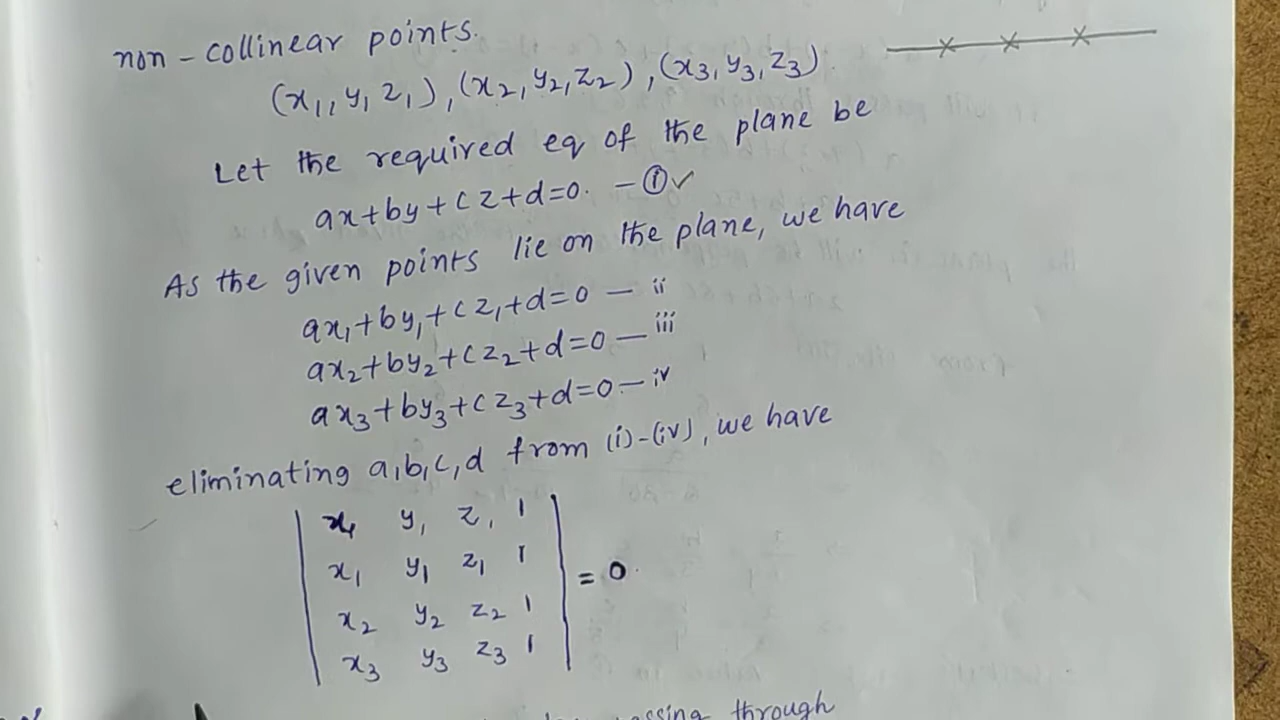 non-collinear points.
(x₁, y₁ z₁), (x₂, y₂, z₂), (x₃, y₃, z₃).
Let the required eq of the plane be
ax+by+cz+d=0. — (i) ✓
As the given points lie on the plane, we have
ax₁+by₁+cz₁+d=0 — ii
ax₂+by₂+cz₂+d=0 — iii
ax₃+by₃+cz₃+d=0 — iv
eliminating a,b,c,d from (i)-(iv), we have
| x y, z, 1 |
| x₁ y₁ z₁ 1 | = 0.
| x₂ y₂ z₂ 1 |
| x₃ y₃ z₃ 1 |
through